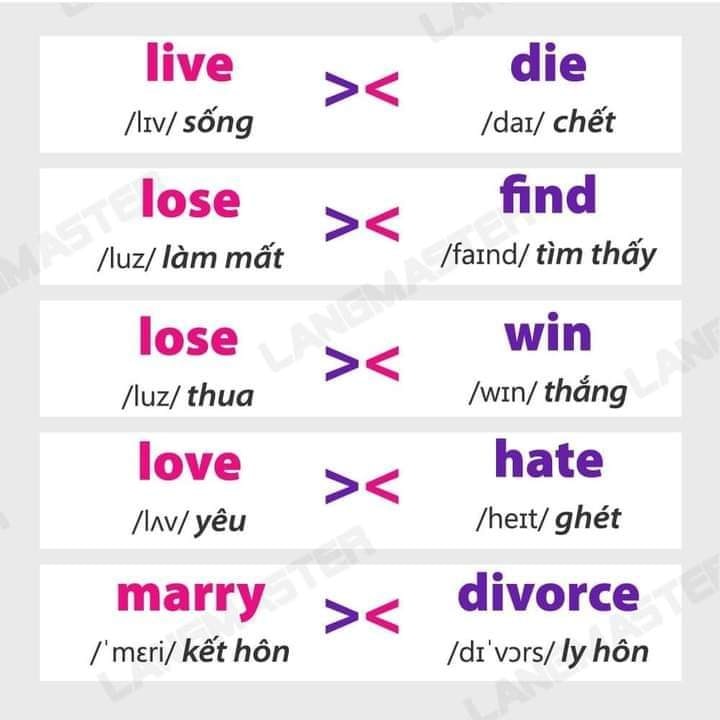 live >< die
/lɪv/ sống /daɪ/ chết
lose >< find
/luz/ làm mất /faɪnd/ tìm thấy
lose >< win
/luz/ thua /wɪn/ thắng
love >< hate
/lʌv/ yêu /heɪt/ ghét
marry >< divorce
/ˈmɛri/ kết hôn /dɪˈvɔrs/ ly hôn
LANGMASTER